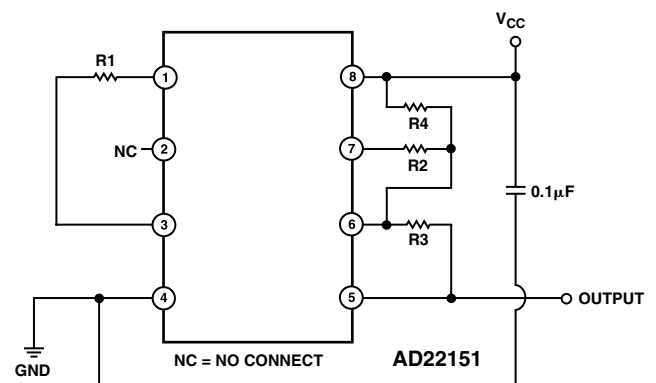 VCC
R1
1
8
R4
NC
2
7
R2
0.1µF
3
6
R3
4
5
OUTPUT
GND
NC = NO CONNECT
AD22151